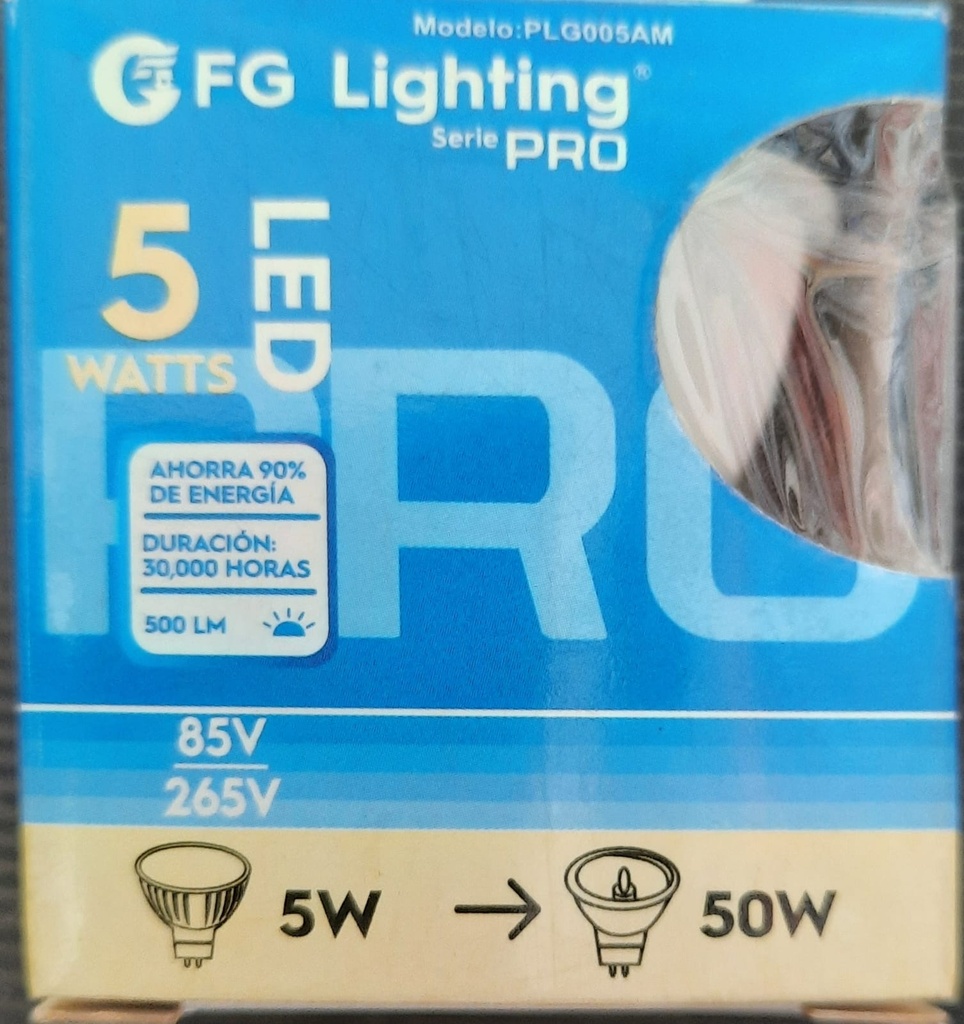 Modelo:PLG005AM
FG Lighting®
Serie PRO
5
WATTS
LED
PRO
AHORRA 90%
DE ENERGÍA
DURACIÓN:
30,000 HORAS
500 LM
85V
265V
5W
50W